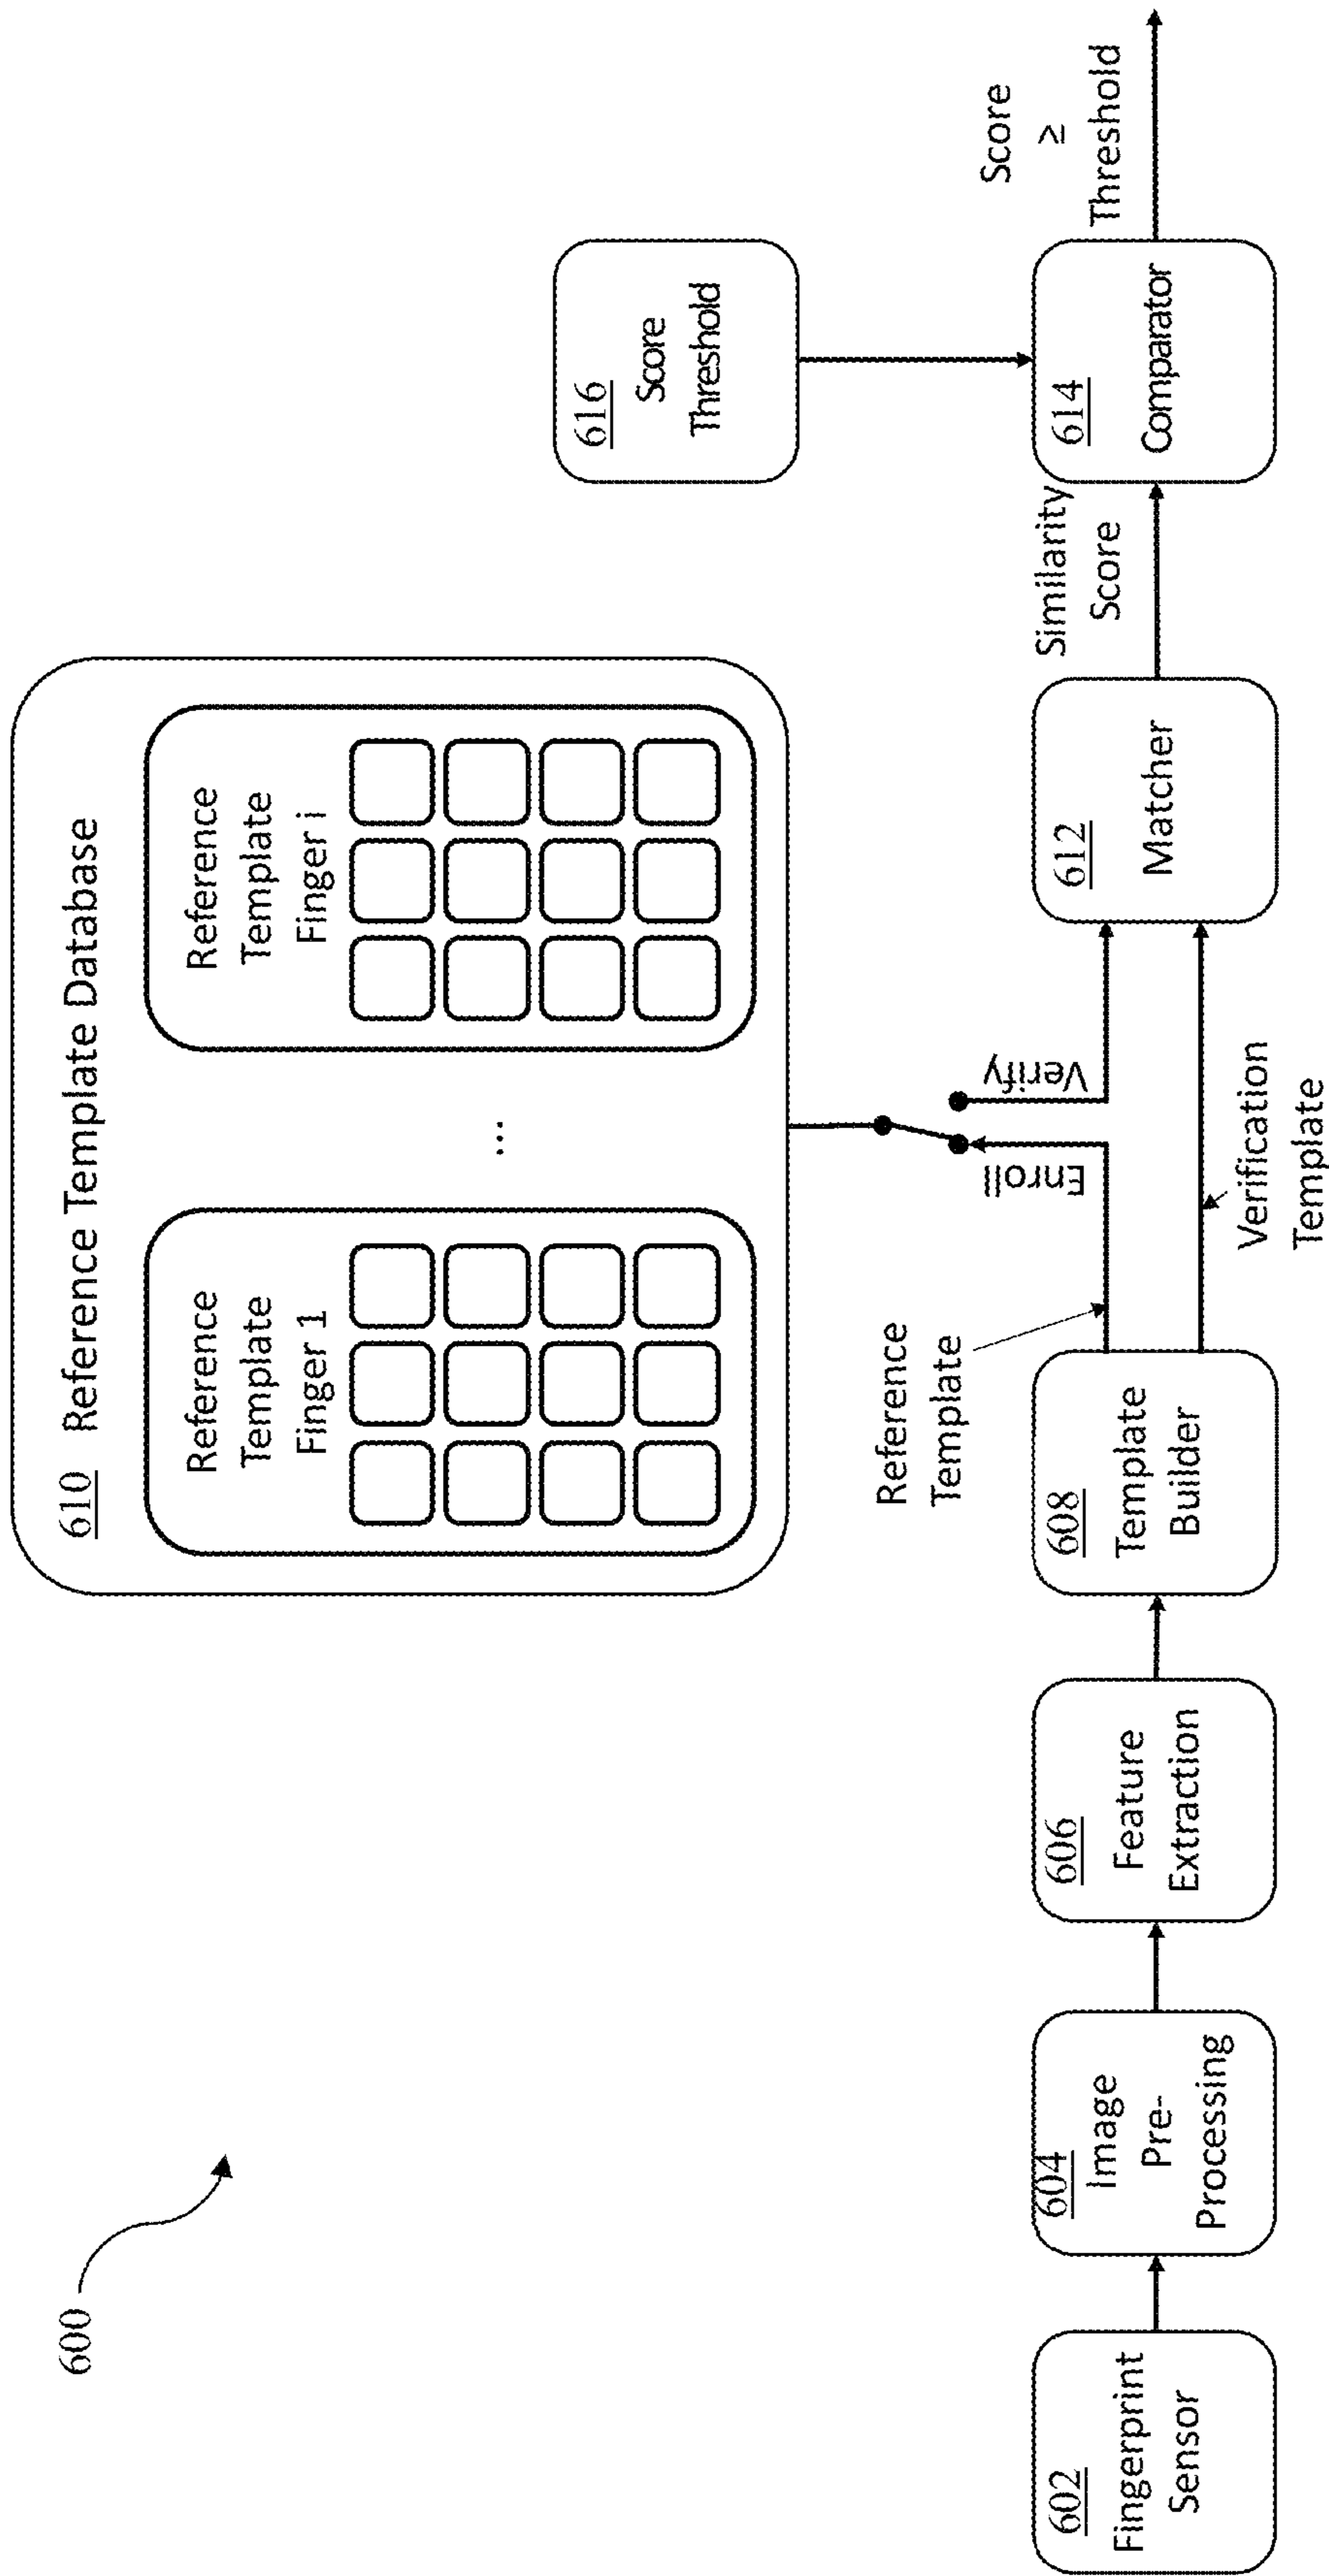 600
610 Reference Template Database
Reference
Template
Finger 1
...
Reference
Template
Finger i
616
Score
Threshold
Reference
Template
Enroll
Verify
Score
≥
Threshold
602
Fingerprint
Sensor
604
Image
Pre-
Processing
606
Feature
Extraction
608
Template
Builder
Verification
Template
612
Matcher
Similarity
Score
614
Comparator